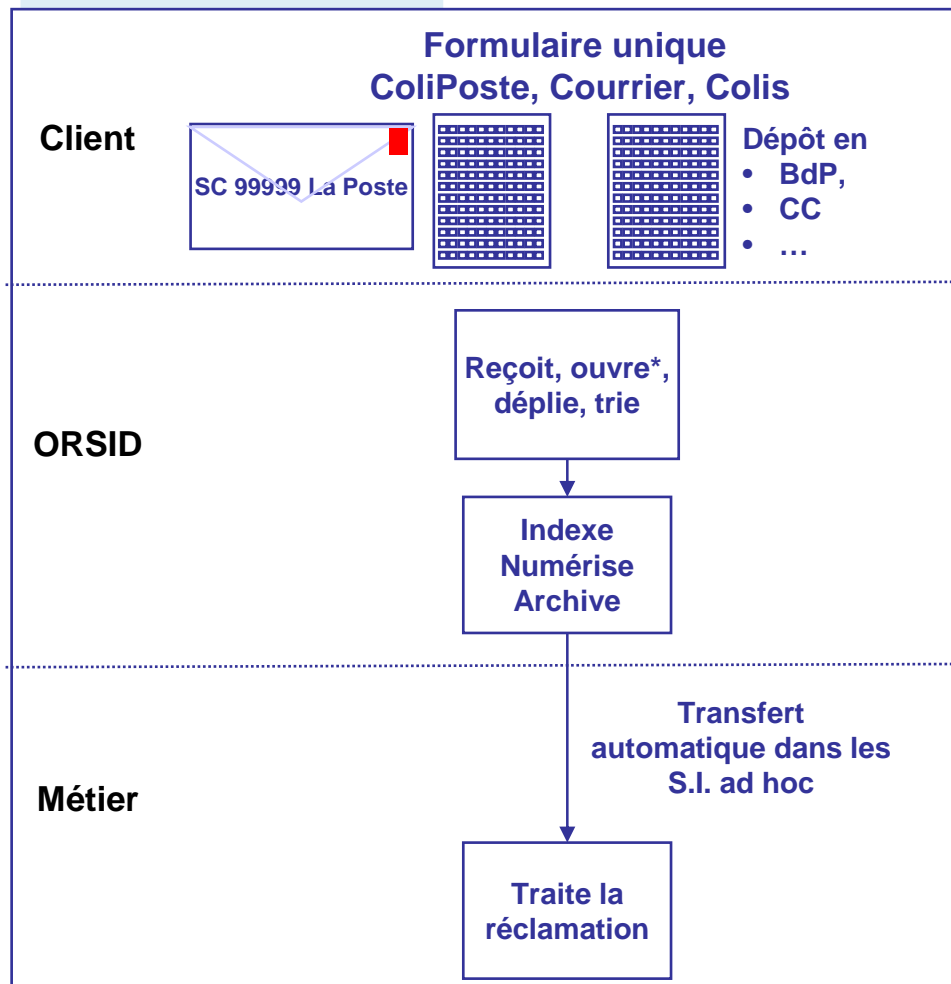 Formulaire unique
ColiPoste, Courrier, Colis
Client
SC 99999 La Poste
Dépôt en
• BdP,
• CC
• …
Reçoit, ouvre*,
déplie, trie
ORSID
Indexe
Numérise
Archive
Transfert
automatique dans les
S.I. ad hoc
Métier
Traite la
réclamation